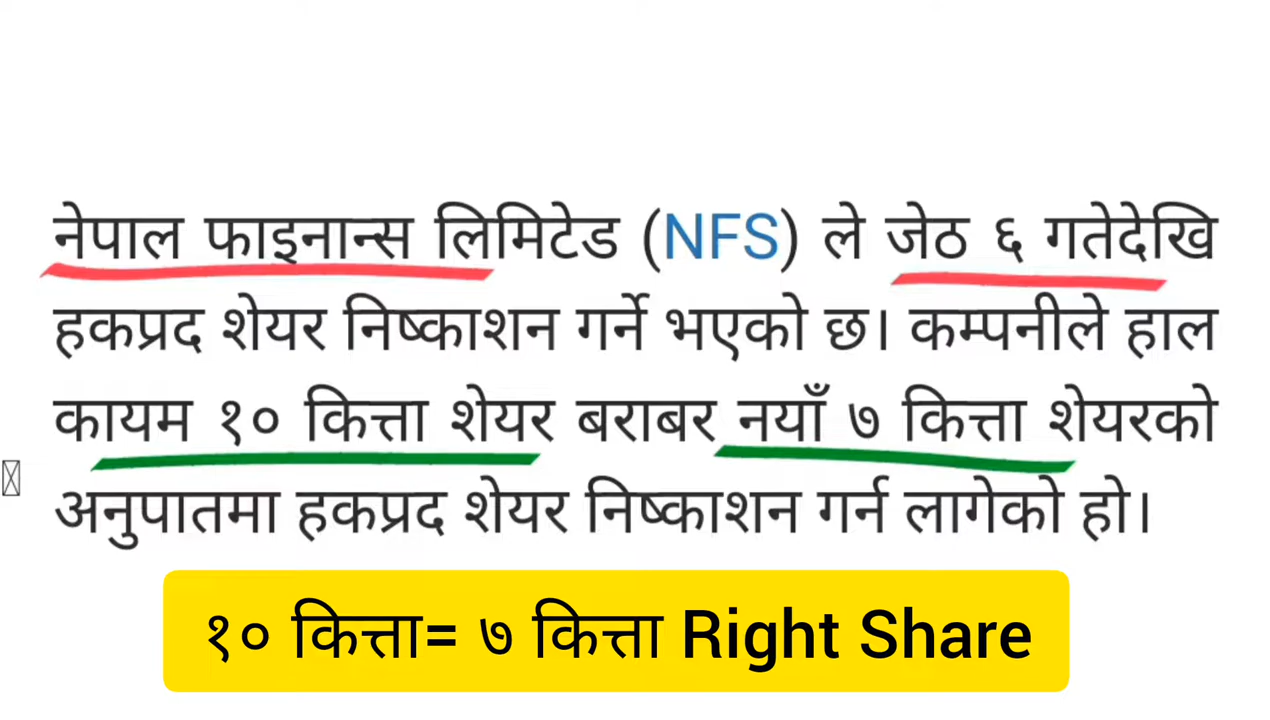 नेपाल फाइनान्स लिमिटेड (NFS) ले जेठ ६ गतेदेखि
हकप्रद शेयर निष्काशन गर्ने भएको छ। कम्पनीले हाल
कायम १० कित्ता शेयर बराबर नयाँ ७ कित्ता शेयरको
अनुपातमा हकप्रद शेयर निष्काशन गर्न लागेको हो।
१० कित्ता= ७ कित्ता Right Share